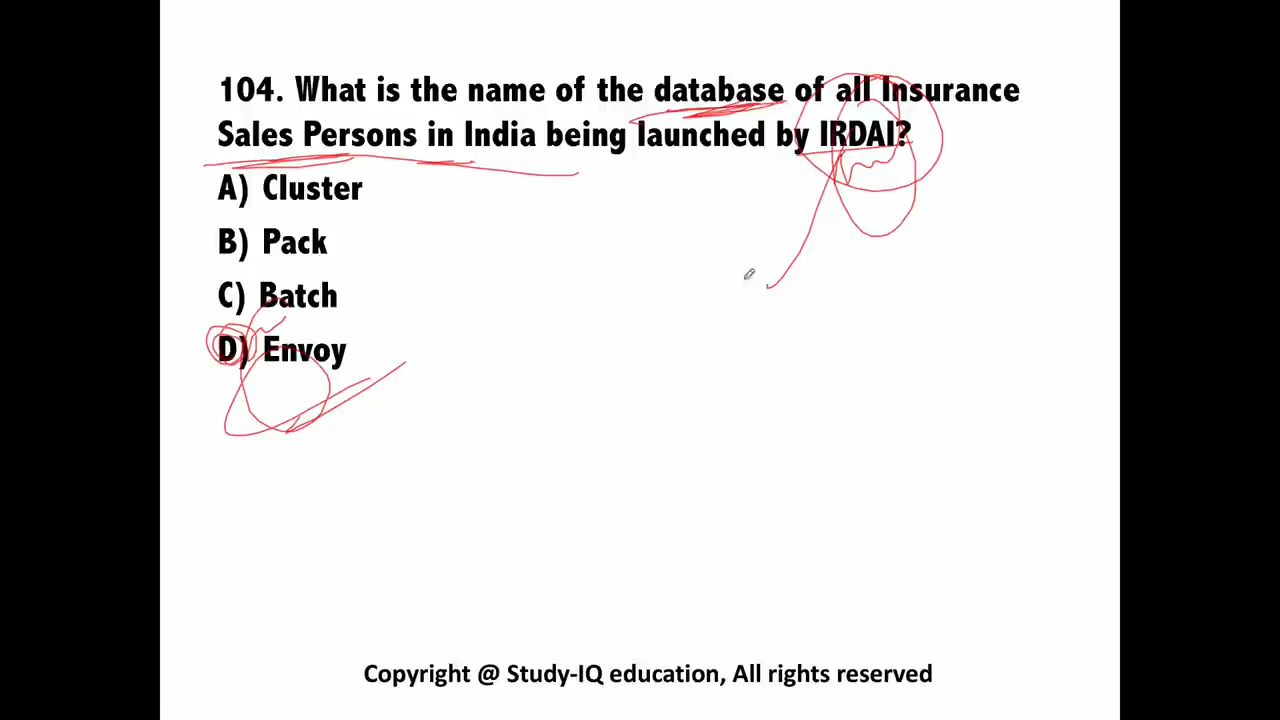 104. What is the name of the database of all Insurance
Sales Persons in India being launched by IRDAI?
A) Cluster
B) Pack
C) Batch
D) Envoy
Copyright @ Study-IQ education, All rights reserved